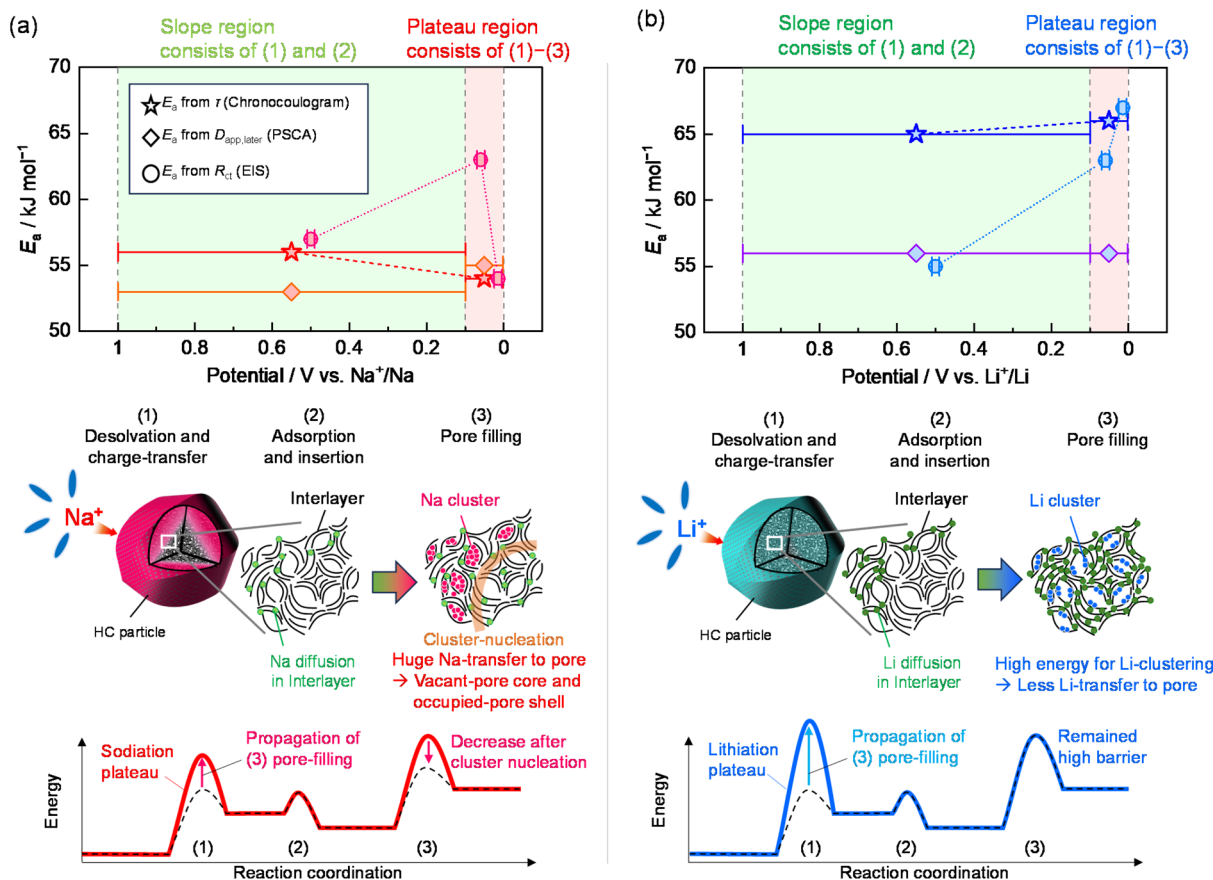 (a)
Slope region
consists of (1) and (2)
Plateau region
consists of (1)–(3)
70
65
60
55
50
Eₐ / kJ mol⁻¹
Eₐ from τ (Chronocoulogram)
Eₐ from D_app,later (PSCA)
Eₐ from R_ct (EIS)
1
0.8
0.6
0.4
0.2
0
Potential / V vs. Na⁺/Na
(1)
Desolvation and
charge-transfer
(2)
Adsorption
and insertion
(3)
Pore filling
Na⁺
Interlayer
Na cluster
HC particle
Na diffusion
in Interlayer
Cluster-nucleation
Huge Na-transfer to pore
→ Vacant-pore core and
occupied-pore shell
Energy
Sodiation
plateau
Propagation of
(3) pore-filling
Decrease after
cluster nucleation
(1)
(2)
(3)
Reaction coordination
(b)
Slope region
consists of (1) and (2)
Plateau region
consists of (1)–(3)
70
65
60
55
50
Eₐ / kJ mol⁻¹
1
0.8
0.6
0.4
0.2
0
Potential / V vs. Li⁺/Li
(1)
Desolvation and
charge-transfer
(2)
Adsorption
and insertion
(3)
Pore filling
Li⁺
Interlayer
Li cluster
HC particle
Li diffusion
in Interlayer
High energy for Li-clustering
→ Less Li-transfer to pore
Energy
Lithiation
plateau
Propagation of
(3) pore-filling
Remained
high barrier
(1)
(2)
(3)
Reaction coordination